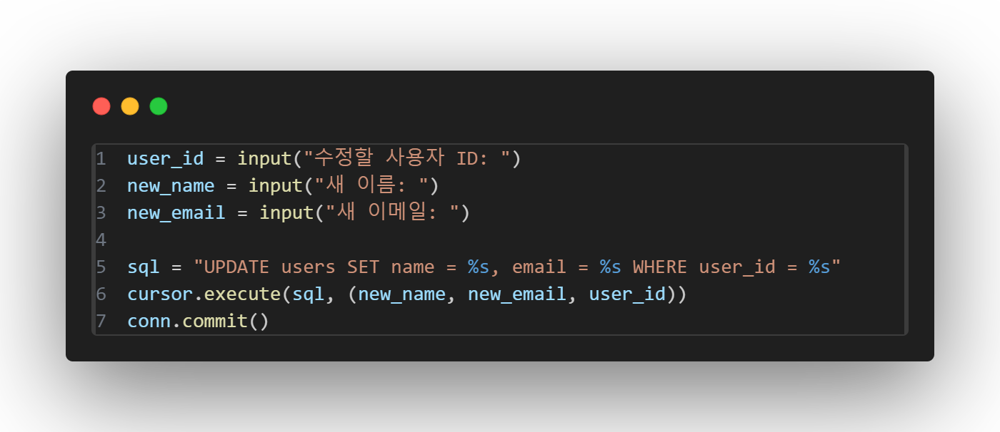 1 user_id = input("수정할 사용자 ID: ")
2 new_name = input("새 이름: ")
3 new_email = input("새 이메일: ")
4
5 sql = "UPDATE users SET name = %s, email = %s WHERE user_id = %s"
6 cursor.execute(sql, (new_name, new_email, user_id))
7 conn.commit()